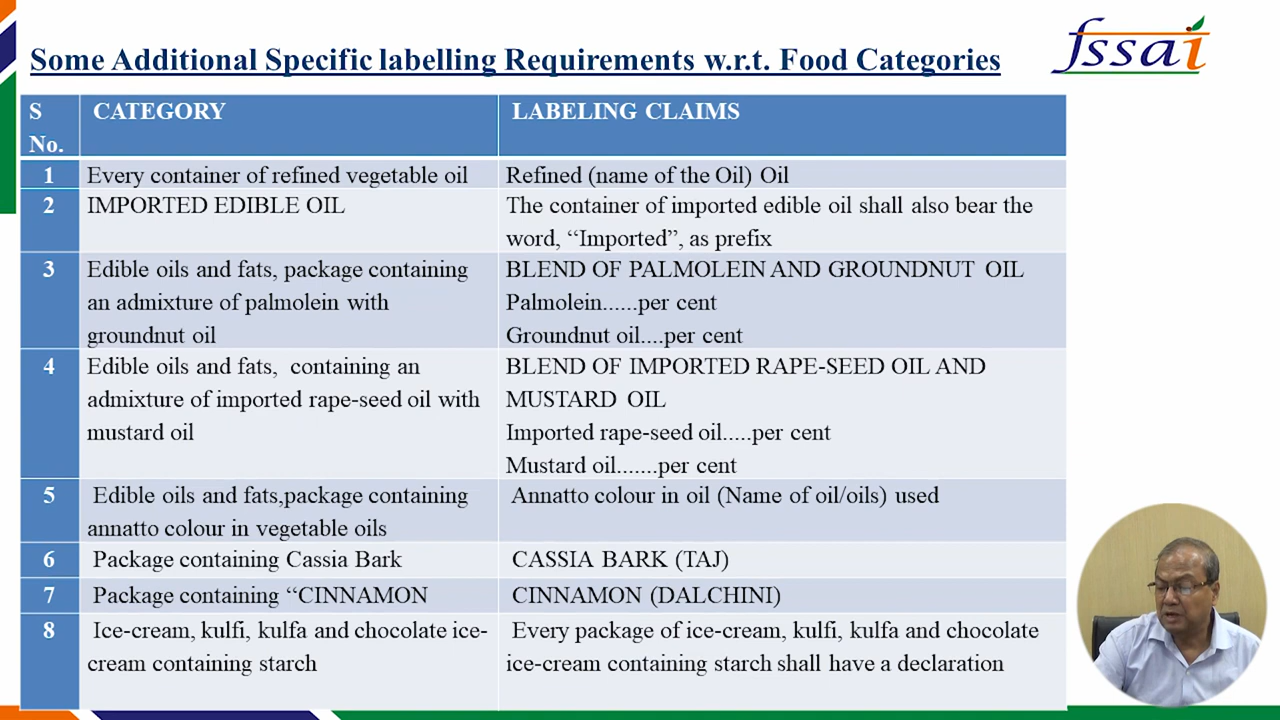 Some Additional Specific labelling Requirements w.r.t. Food Categories
fssai
S No.
CATEGORY
LABELING CLAIMS
1
Every container of refined vegetable oil
Refined (name of the Oil) Oil
2
IMPORTED EDIBLE OIL
The container of imported edible oil shall also bear the
word, “Imported”, as prefix
3
Edible oils and fats, package containing
an admixture of palmolein with
groundnut oil
BLEND OF PALMOLEIN AND GROUNDNUT OIL
Palmolein......per cent
Groundnut oil....per cent
4
Edible oils and fats, containing an
admixture of imported rape-seed oil with
mustard oil
BLEND OF IMPORTED RAPE-SEED OIL AND
MUSTARD OIL
Imported rape-seed oil.....per cent
Mustard oil.......per cent
5
Edible oils and fats,package containing
annatto colour in vegetable oils
Annatto colour in oil (Name of oil/oils) used
6
Package containing Cassia Bark
CASSIA BARK (TAJ)
7
Package containing “CINNAMON
CINNAMON (DALCHINI)
8
Ice-cream, kulfi, kulfa and chocolate ice-
cream containing starch
Every package of ice-cream, kulfi, kulfa and chocolate
ice-cream containing starch shall have a declaration